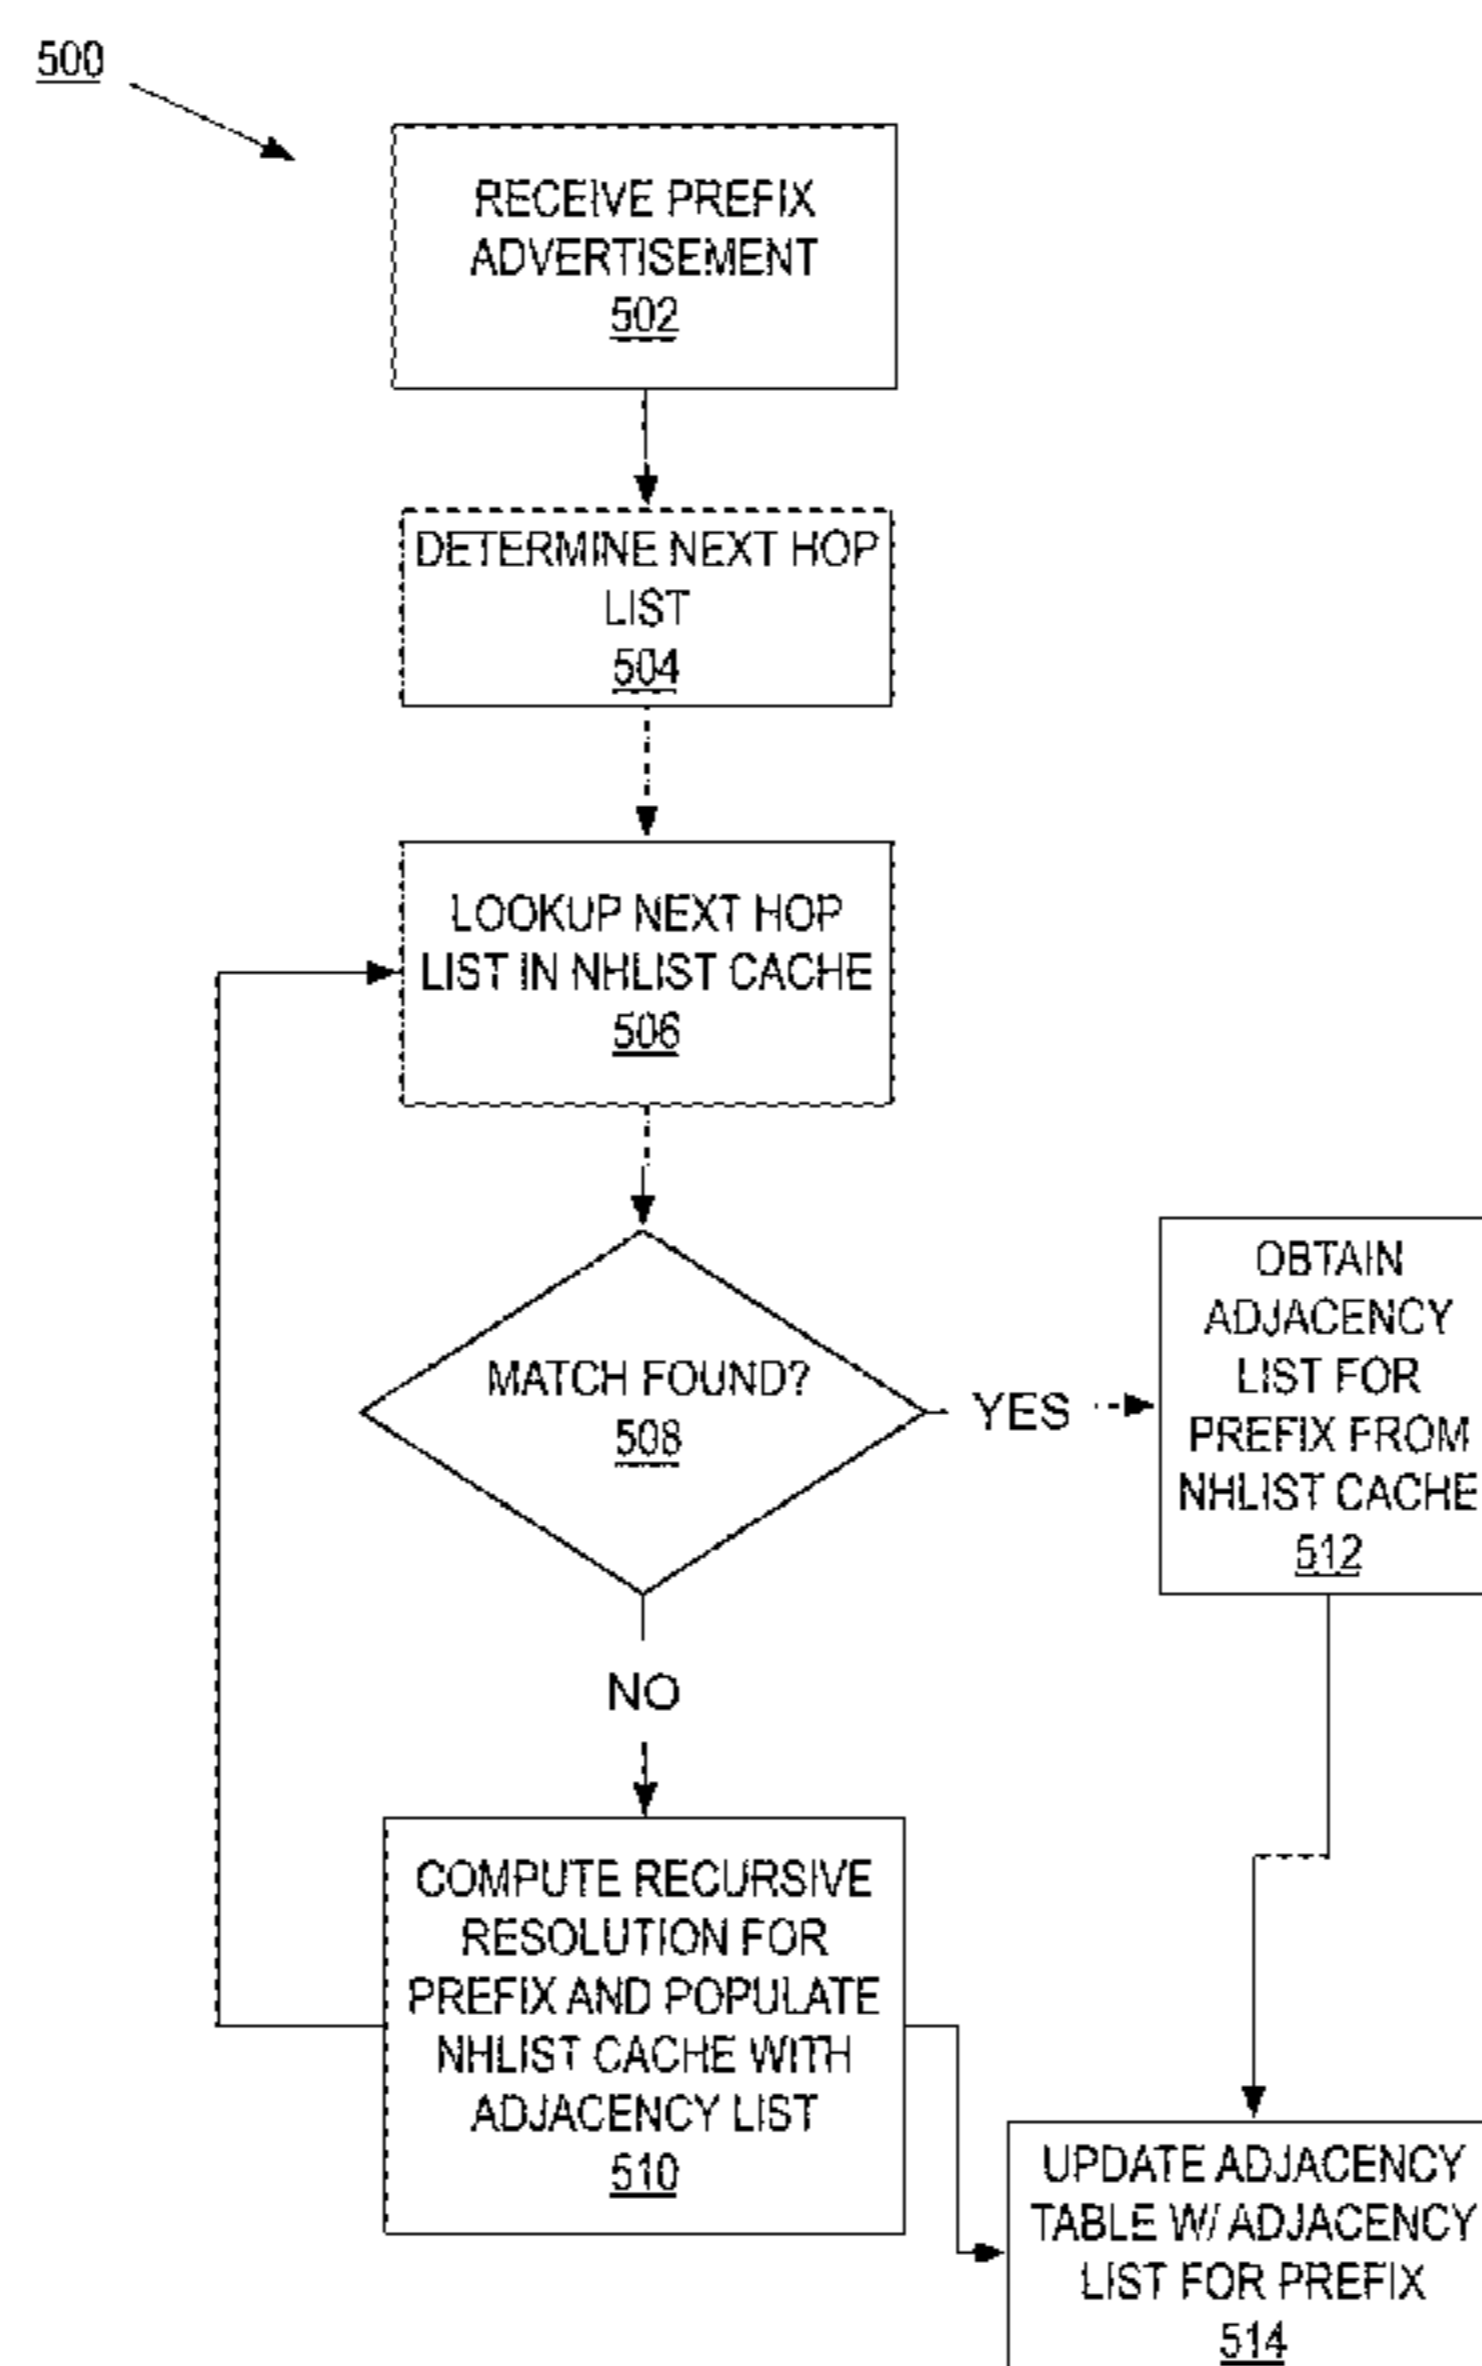 500
RECEIVE PREFIX
ADVERTISEMENT
502
DETERMINE NEXT HOP
LIST
504
LOOKUP NEXT HOP
LIST IN NHLIST CACHE
506
MATCH FOUND?
508
YES
OBTAIN
ADJACENCY
LIST FOR
PREFIX FROM
NHLIST CACHE
512
NO
COMPUTE RECURSIVE
RESOLUTION FOR
PREFIX AND POPULATE
NHLIST CACHE WITH
ADJACENCY LIST
510
UPDATE ADJACENCY
TABLE W/ ADJACENCY
LIST FOR PREFIX
514